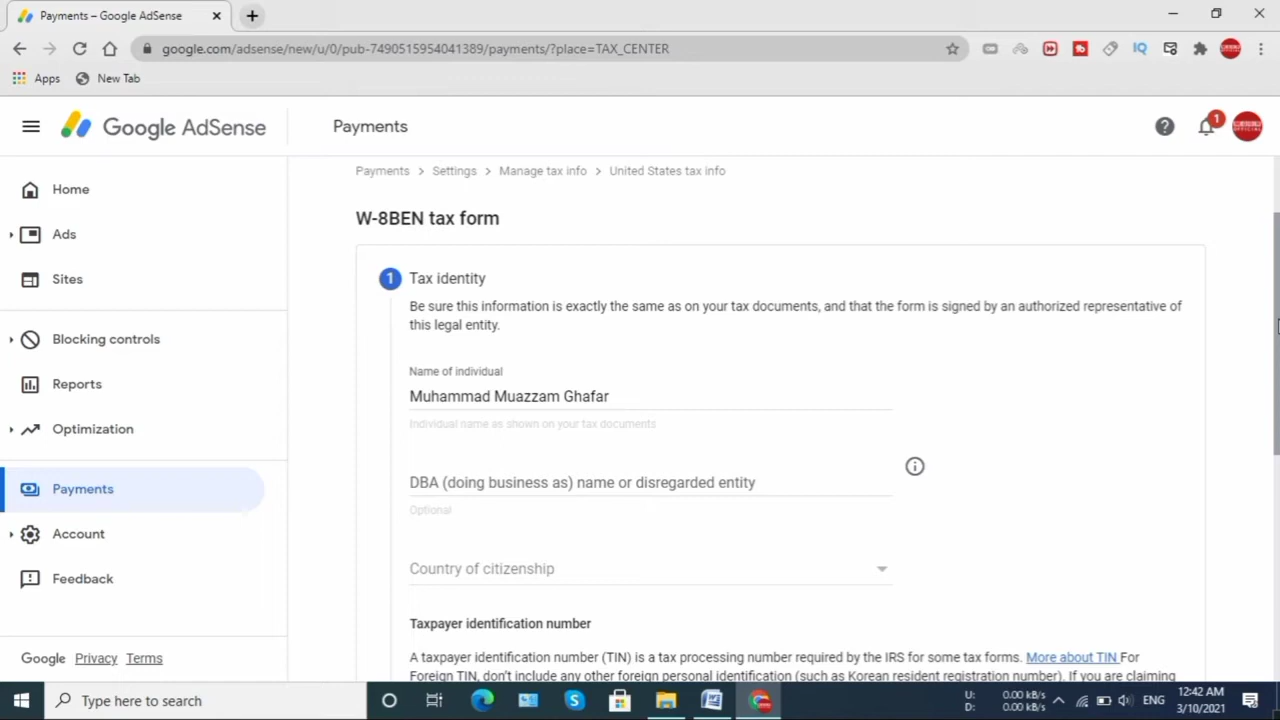 Payments – Google AdSense
google.com/adsense/new/u/0/pub-7490515954041389/payments/?place=TAX_CENTER
IQ
Apps
New Tab
Google AdSense
Payments
1
Home
Ads
Sites
Blocking controls
Reports
Optimization
Payments
Account
Feedback
Google Privacy Terms
Payments > Settings > Manage tax info > United States tax info
W-8BEN tax form
1 Tax identity
Be sure this information is exactly the same as on your tax documents, and that the form is signed by an authorized representative of
this legal entity.
Name of individual
Muhammad Muazzam Ghafar
Individual name as shown on your tax documents
DBA (doing business as) name or disregarded entity
Optional
Country of citizenship
Taxpayer identification number
A taxpayer identification number (TIN) is a tax processing number required by the IRS for some tax forms. More about TIN For
Foreign TIN, don't include any other foreign personal identification (such as Korean resident registration number). If you are claiming
Type here to search
U: 0.00 kB/s
D: 0.00 kB/s
ENG
12:42 AM
3/10/2021